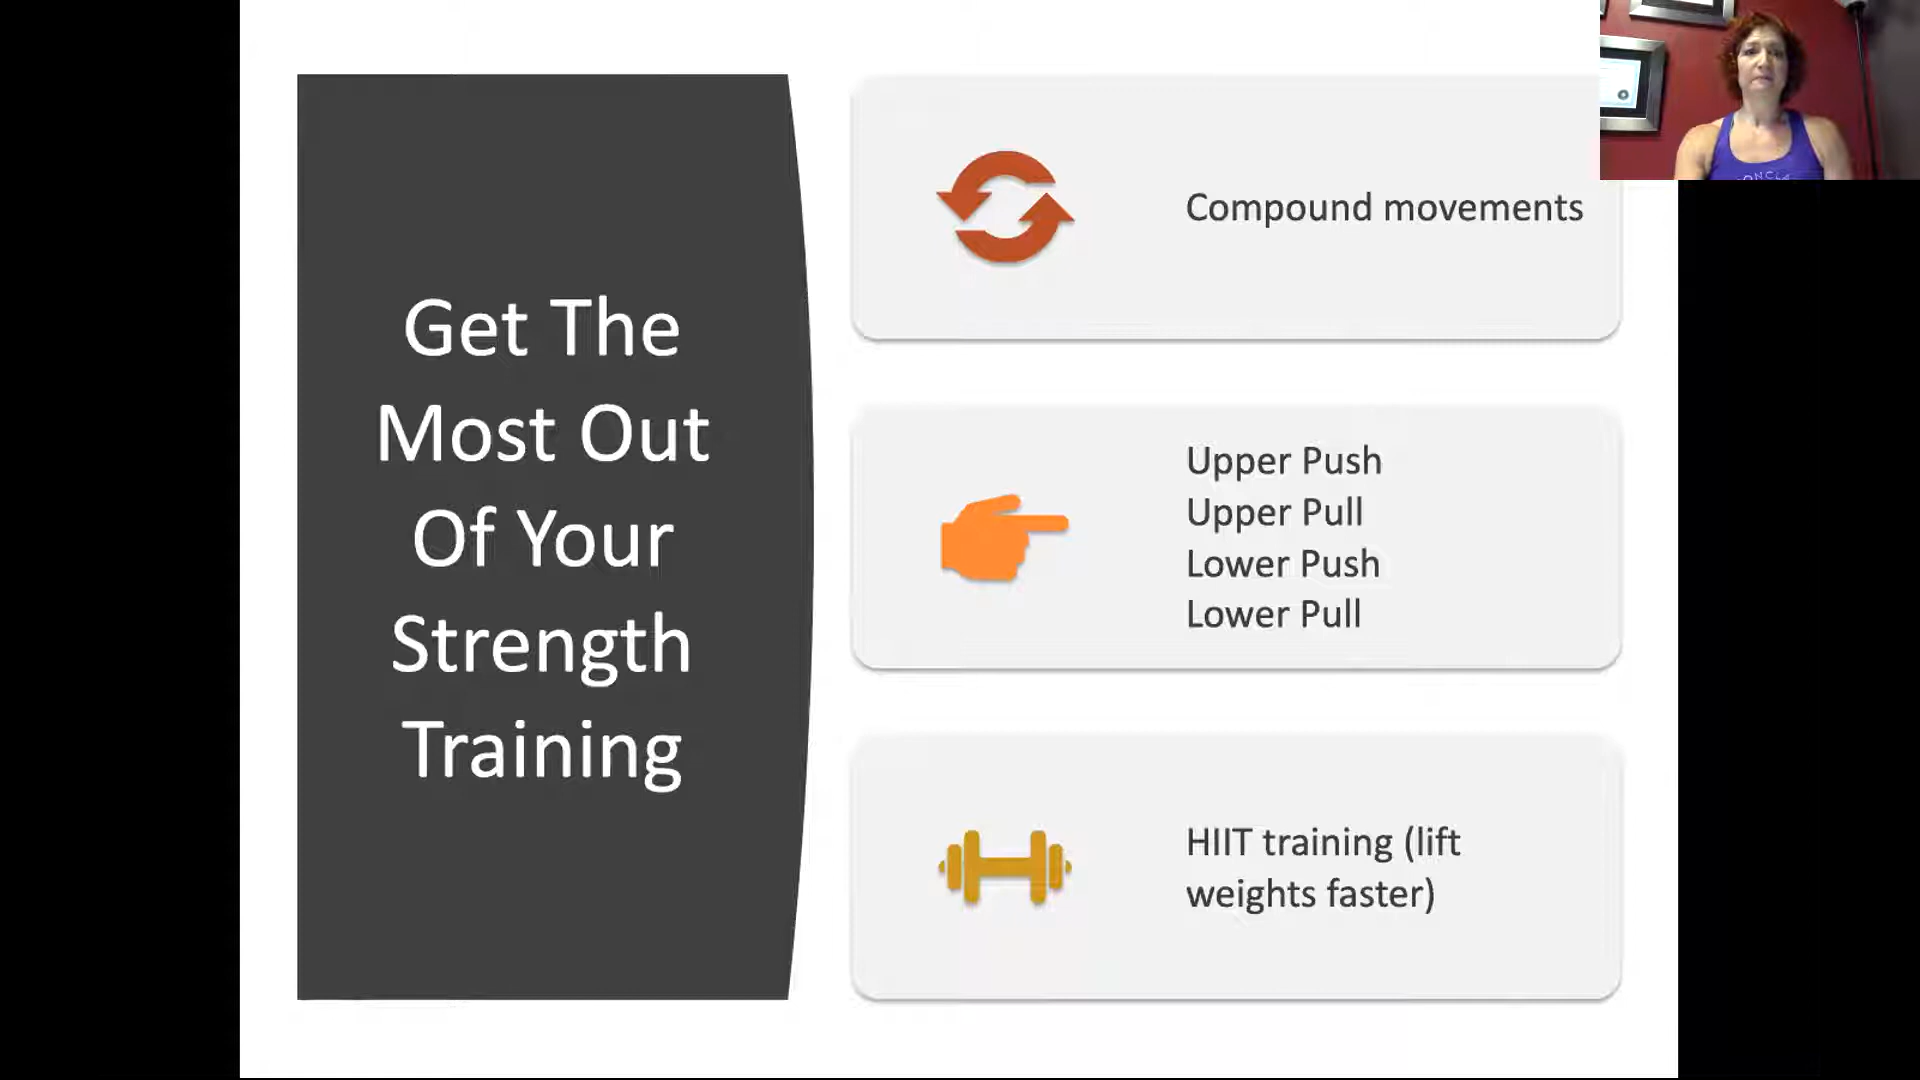 Get The
Most Out
Of Your
Strength
Training
Compound movements
Upper Push
Upper Pull
Lower Push
Lower Pull
HIIT training (lift
weights faster)